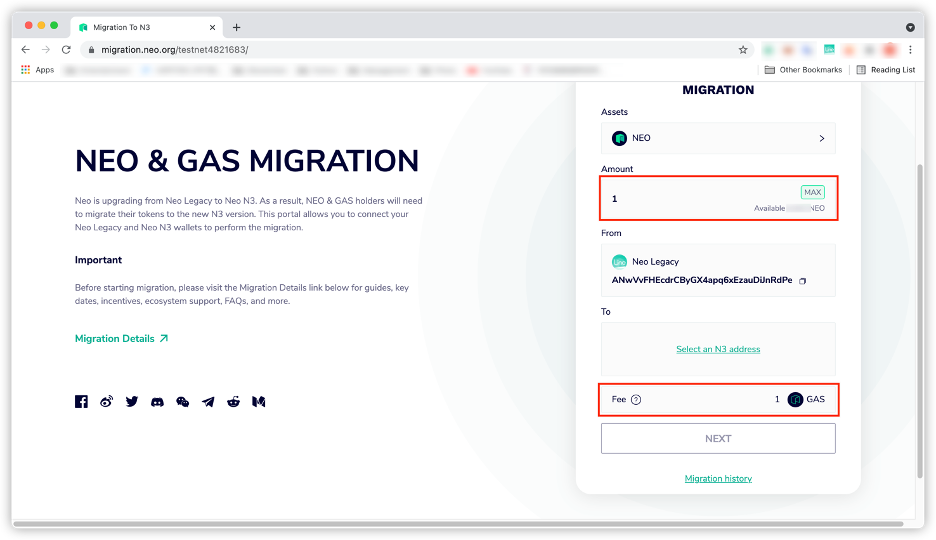 Migration To N3
migration.neo.org/testnet4821683/
Apps
Other Bookmarks
Reading List
NEO & GAS MIGRATION
Neo is upgrading from Neo Legacy to Neo N3. As a result, NEO & GAS holders will need
to migrate their tokens to the new N3 version. This portal allows you to connect your
Neo Legacy and Neo N3 wallets to perform the migration.
Important
Before starting migration, please visit the Migration Details link below for guides, key
dates, incentives, ecosystem support, FAQs, and more.
Migration Details
MIGRATION
Assets
NEO
Amount
1
MAX
Available NEO
From
Line
Neo Legacy
ANwVvFHEcdrCByGX4apq6xEzauDiJnRdPe
To
Select an N3 address
Fee ?
1 GAS
NEXT
Migration history